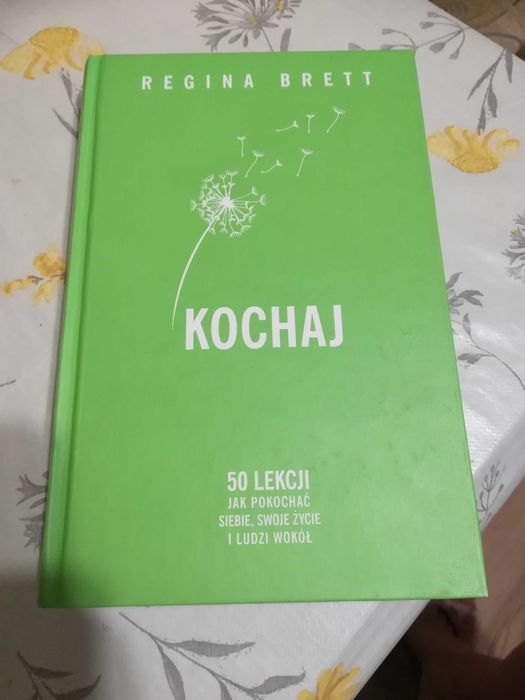 REGINA BRETT
KOCHAJ
50 LEKCJI
JAK POKOCHAĆ
SIEBIE, SWOJE ŻYCIE
I LUDZI WOKÓŁ